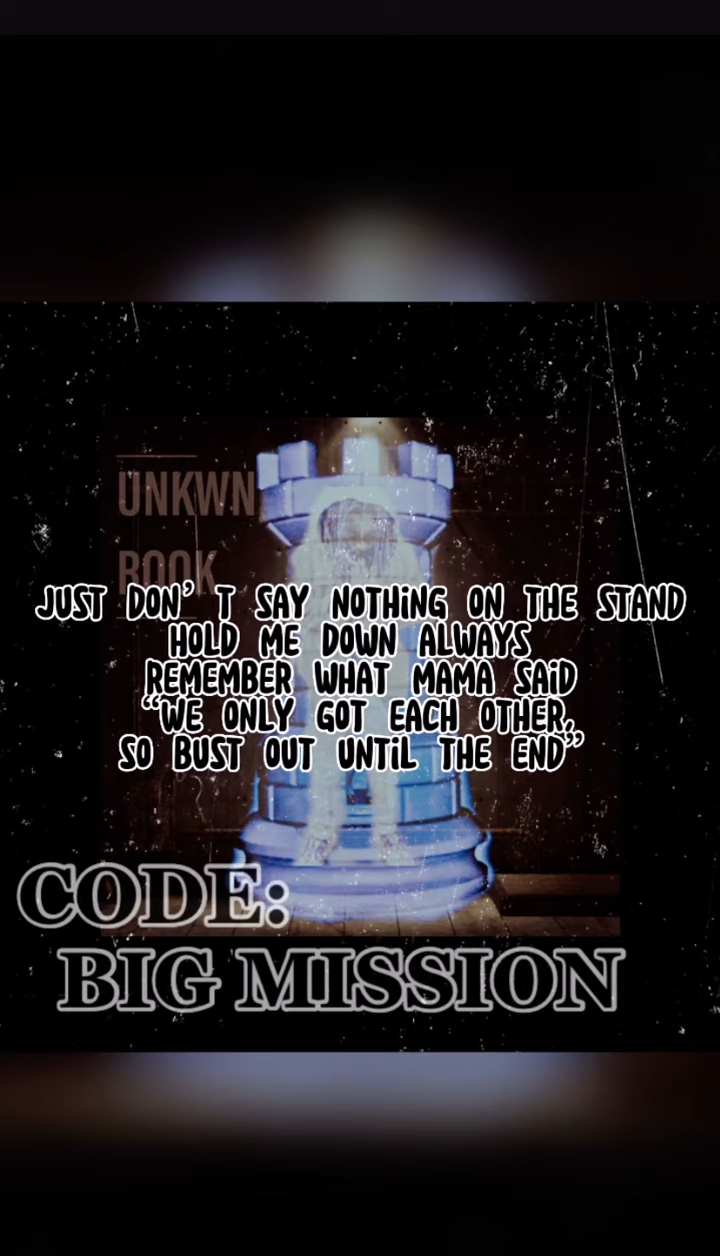 UNKWN
ROOK
JUST DON' T SAY NOTHING ON THE STAND
HOLD ME DOWN ALWAYS
REMEMBER WHAT MAMA SAID
“WE ONLY GOT EACH OTHER,
SO BUST OUT UNTIL THE END”
CODE:
BIG MISSION